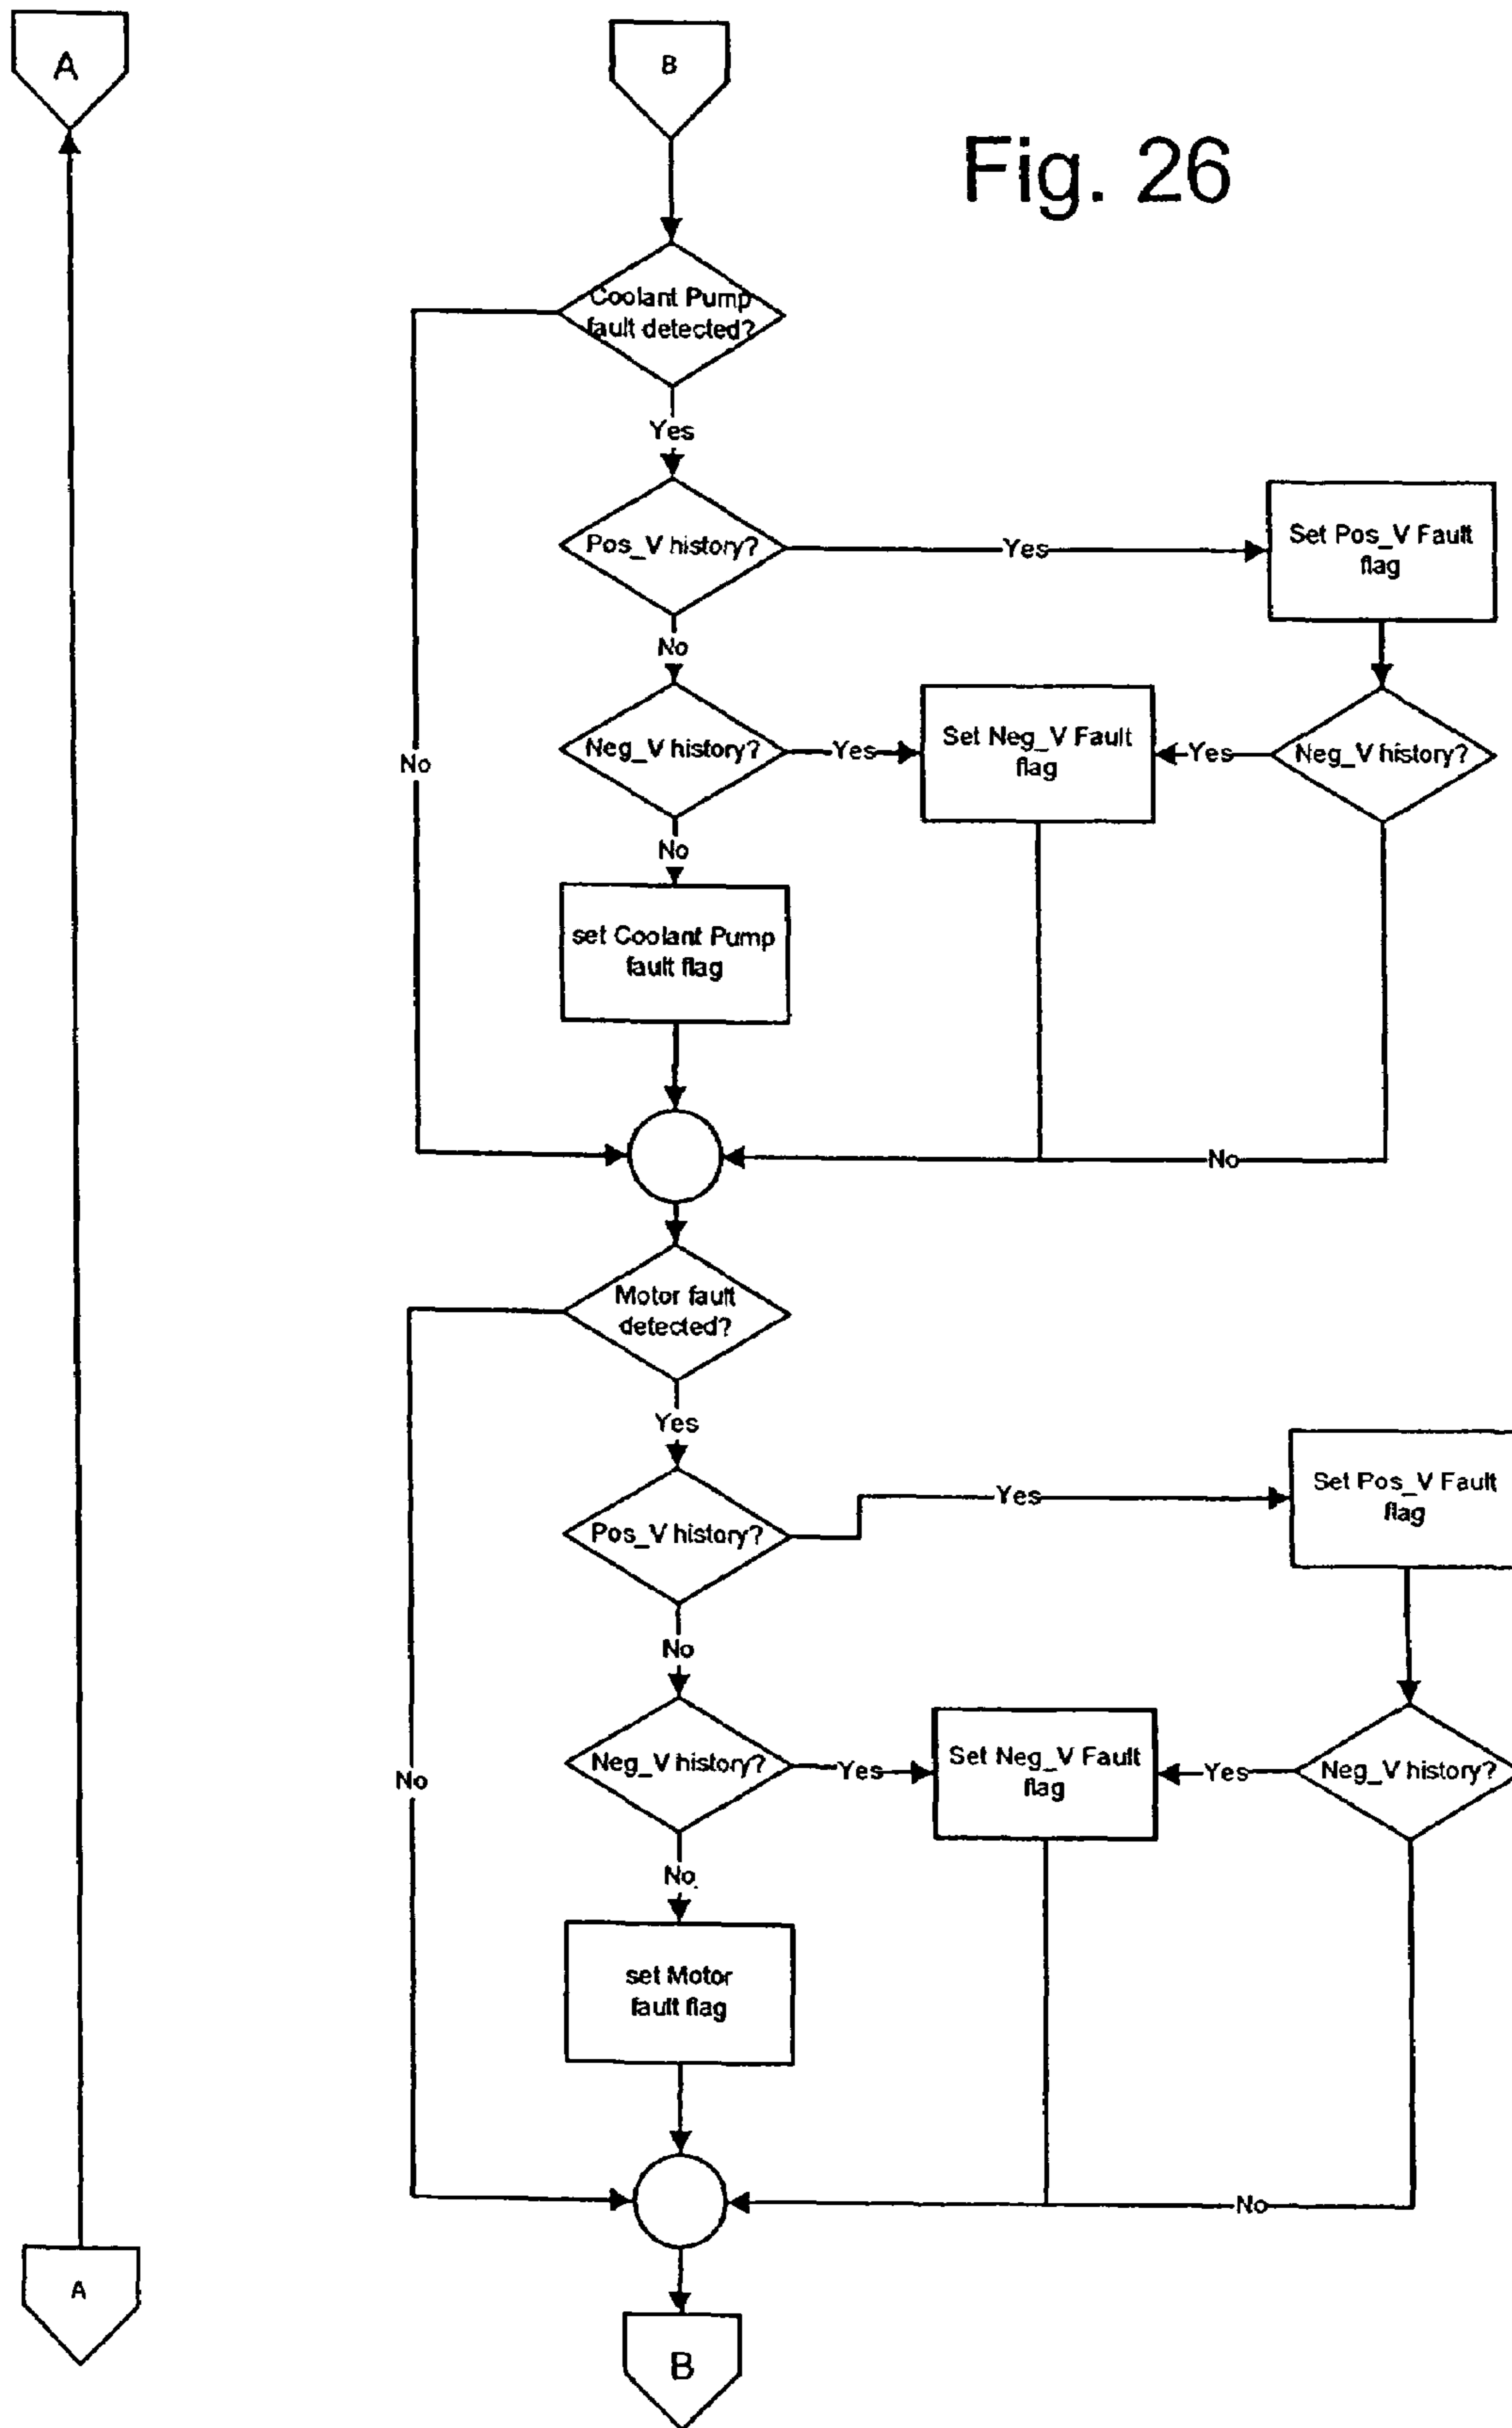 A
B
Fig. 26
Coolant Pump
fault detected?
Yes
Pos_V history?
Yes
Set Pos_V Fault
flag
No
Neg_V history?
Yes
Set Neg_V Fault
flag
Yes
Neg_V history?
No
No
set Coolant Pump
fault flag
No
Motor fault
detected?
Yes
Pos_V history?
Yes
Set Pos_V Fault
flag
No
Neg_V history?
Yes
Set Neg_V Fault
flag
Yes
Neg_V history?
No
No
set Motor
fault flag
No
A
B